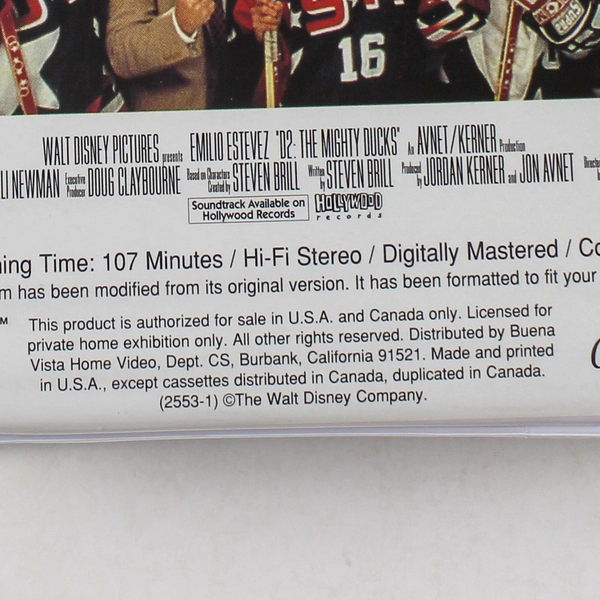 16
WALT DISNEY PICTURES presents EMILIO ESTEVEZ "D2: THE MIGHTY DUCKS" An AVNET/KERNER Production
LI NEWMAN Executive Producer DOUG CLAYBOURNE Based on Characters Created by STEVEN BRILL Written by STEVEN BRILL Produced by JORDAN KERNER and JON AVNET Directed
Soundtrack Available on
Hollywood Records
HOLLYWOOD
records
ning Time: 107 Minutes / Hi-Fi Stereo / Digitally Mastered / Co
m has been modified from its original version. It has been formatted to fit your
™ This product is authorized for sale in U.S.A. and Canada only. Licensed for
private home exhibition only. All other rights reserved. Distributed by Buena
Vista Home Video, Dept. CS, Burbank, California 91521. Made and printed
in U.S.A., except cassettes distributed in Canada, duplicated in Canada.
(2553-1) ©The Walt Disney Company.